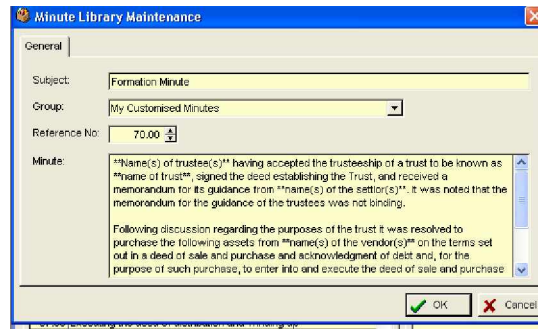 Minute Library Maintenance
General
Subject: Formation Minute
Group: My Customised Minutes
Reference No: 70.00
Minute: **Name(s) of trustee(s)** having accepted the trusteeship of a trust to be known as
**name of trust**, signed the deed establishing the Trust, and received a
memorandum for its guidance from **name(s) of the settlor(s)**. It was noted that the
memorandum for the guidance of the trustees was not binding.
Following discussion regarding the purposes of the trust it was resolved to
purchase the following assets from **name(s) of the vendor(s)** on the terms set
out in a deed of sale and purchase and acknowledgment of debt and, for the
purpose of such purchase, to enter into and execute the deed of sale and purchase
OK Cancel